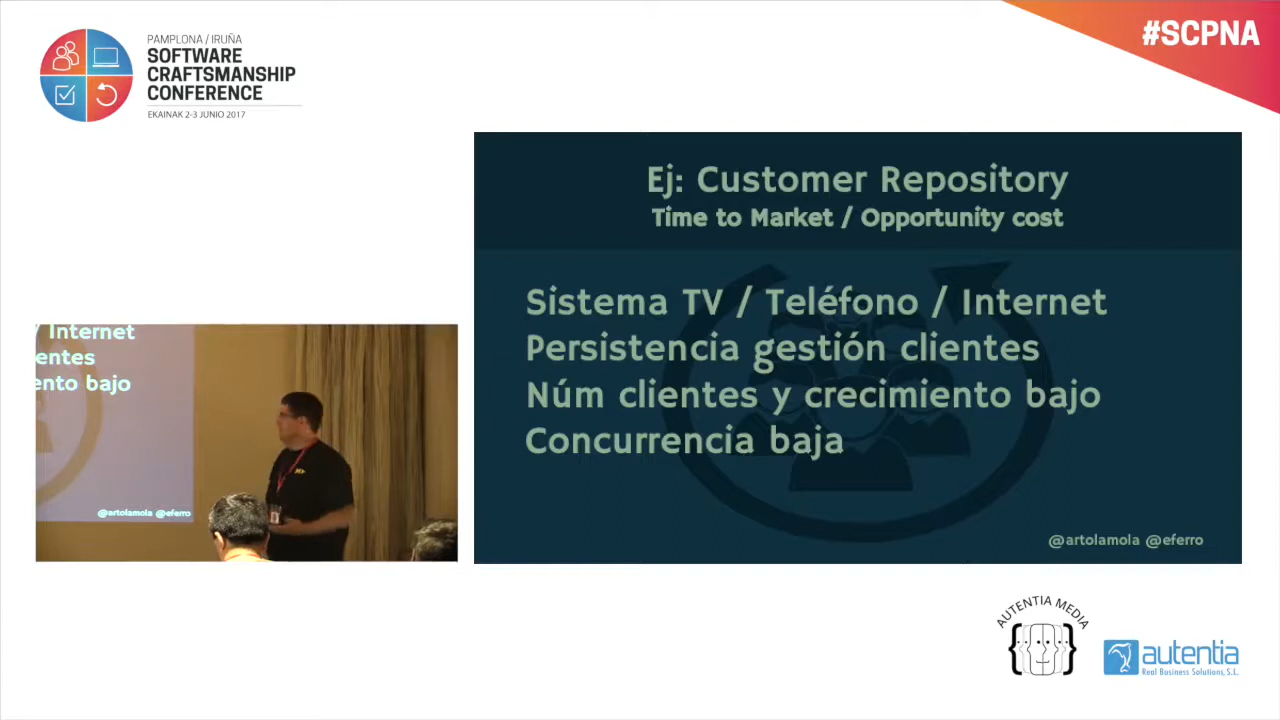 PAMPLONA / IRUÑA
SOFTWARE
CRAFTSMANSHIP
CONFERENCE
EKAINAK 2-3 JUNIO 2017
#SCPNA
Ej: Customer Repository
Time to Market / Opportunity cost
Sistema TV / Teléfono / Internet
Persistencia gestión clientes
Núm clientes y crecimiento bajo
Concurrencia baja
@artolamola @eferro
/ Internet
entes
ento bajo
@artolamola @eferro
AUTENTIA MEDIA
autentia
Real Business Solutions, S.L.